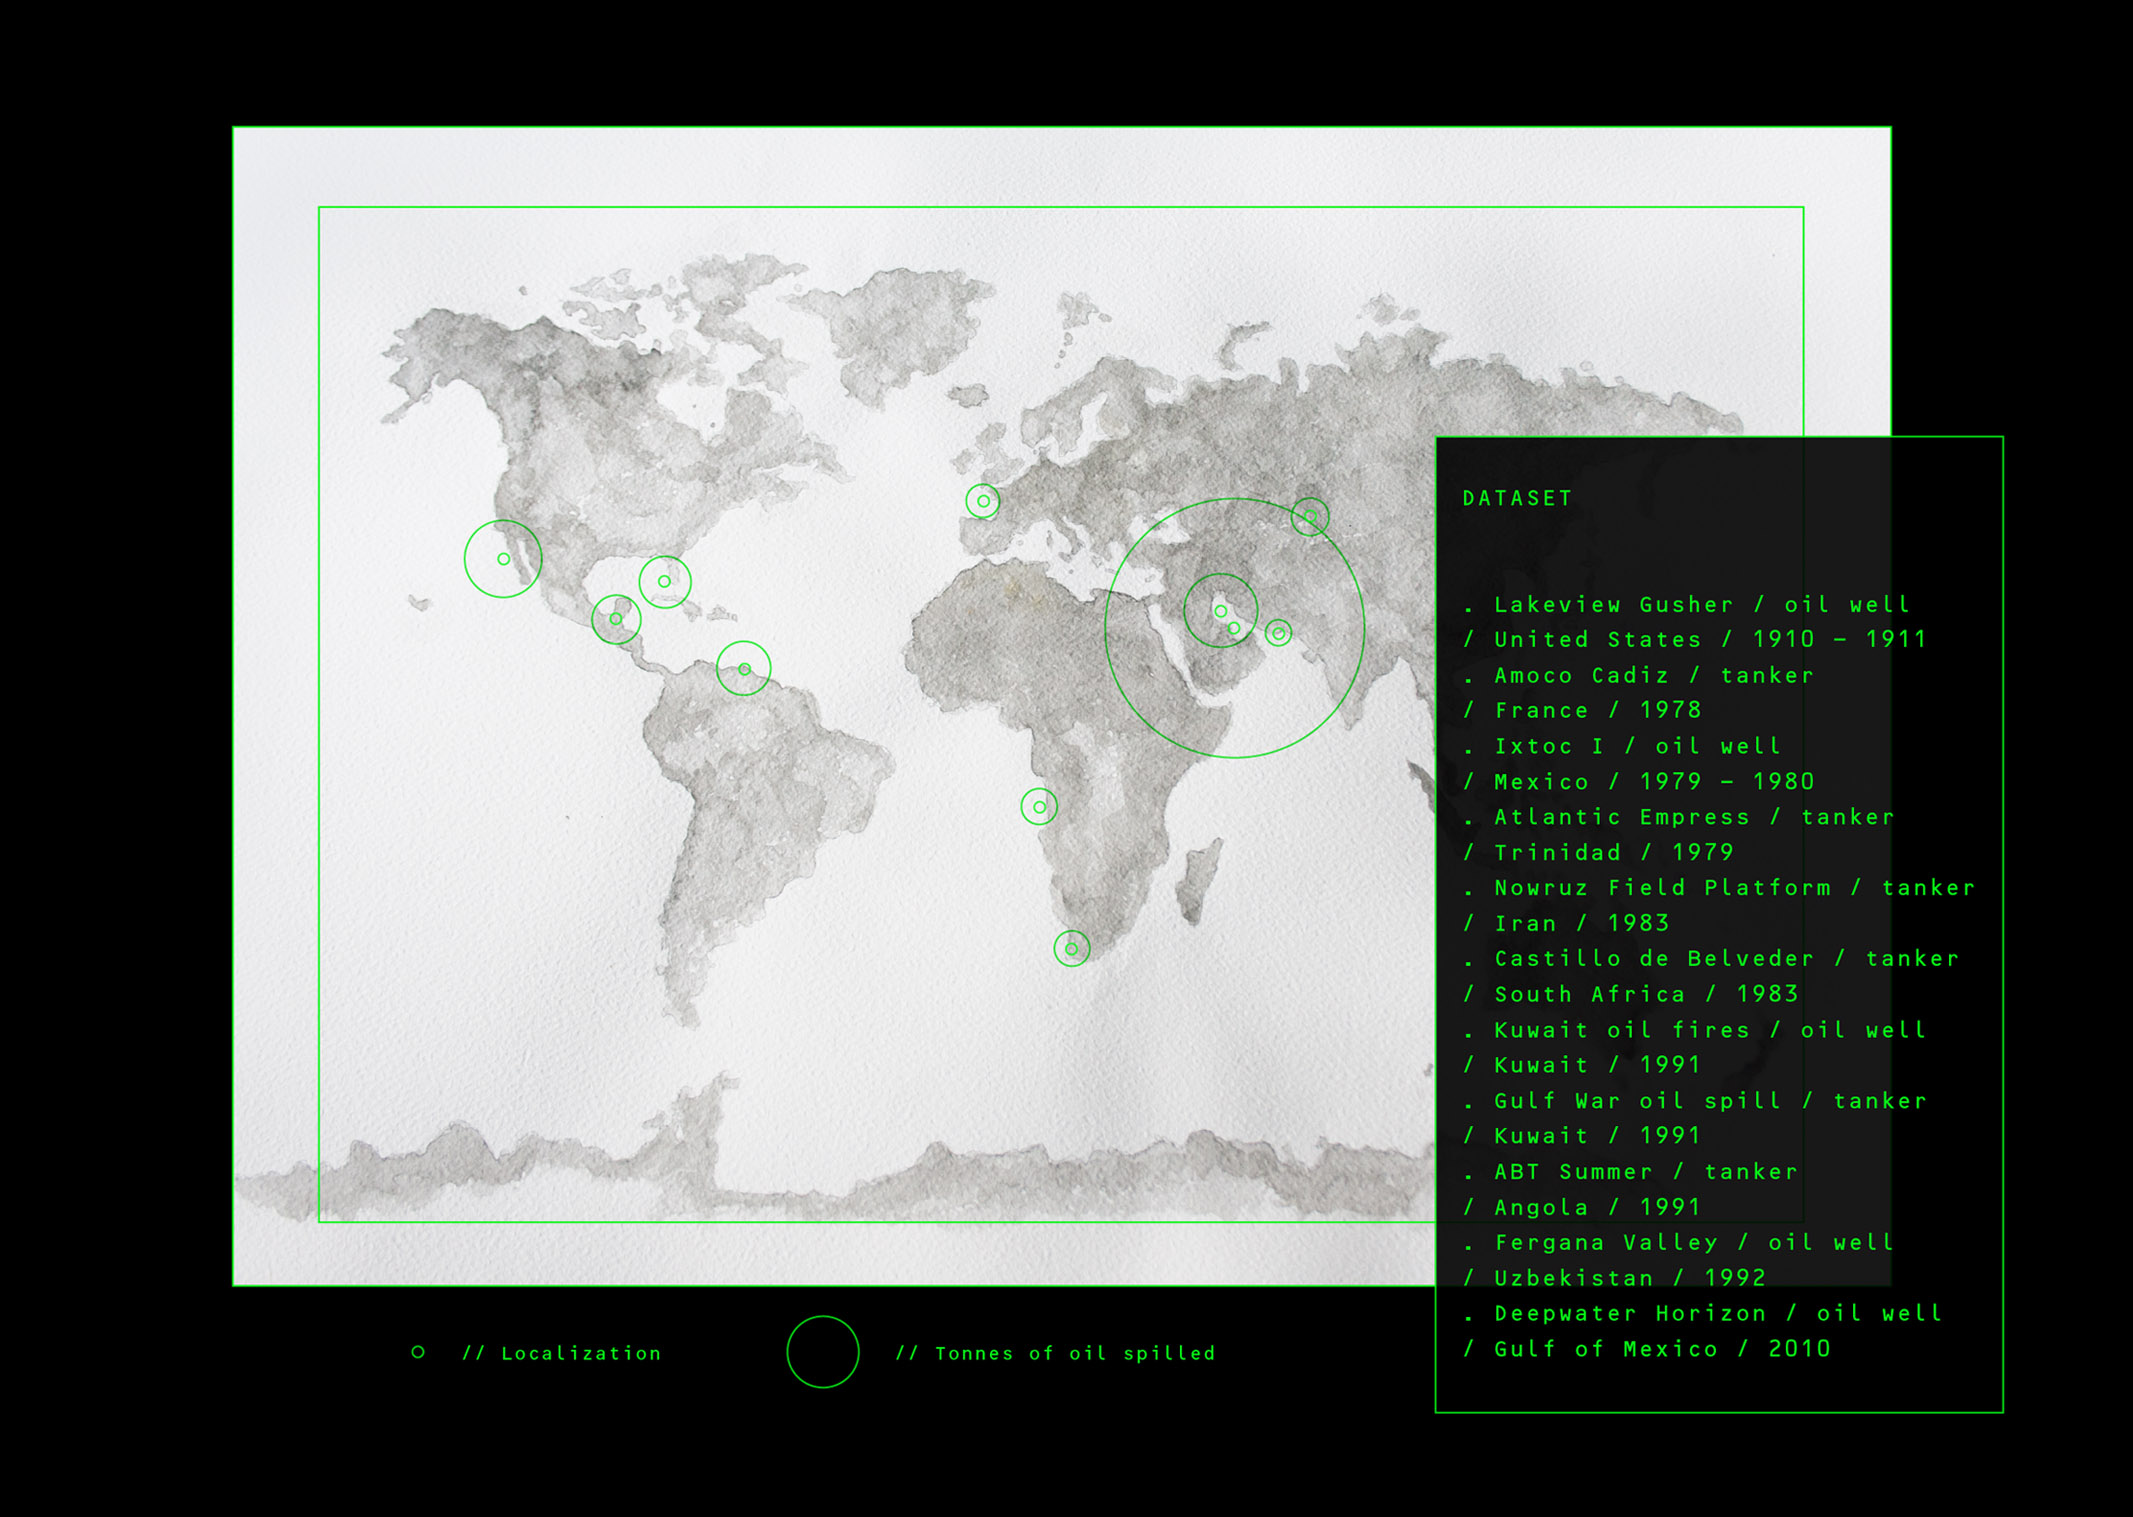 DATASET
. Lakeview Gusher / oil well
/ United States / 1910 – 1911
. Amoco Cadiz / tanker
/ France / 1978
. Ixtoc I / oil well
/ Mexico / 1979 – 1980
. Atlantic Empress / tanker
/ Trinidad / 1979
. Nowruz Field Platform / tanker
/ Iran / 1983
. Castillo de Belveder / tanker
/ South Africa / 1983
. Kuwait oil fires / oil well
/ Kuwait / 1991
. Gulf War oil spill / tanker
/ Kuwait / 1991
. ABT Summer / tanker
/ Angola / 1991
. Fergana Valley / oil well
/ Uzbekistan / 1992
. Deepwater Horizon / oil well
/ Gulf of Mexico / 2010
// Localization
// Tonnes of oil spilled